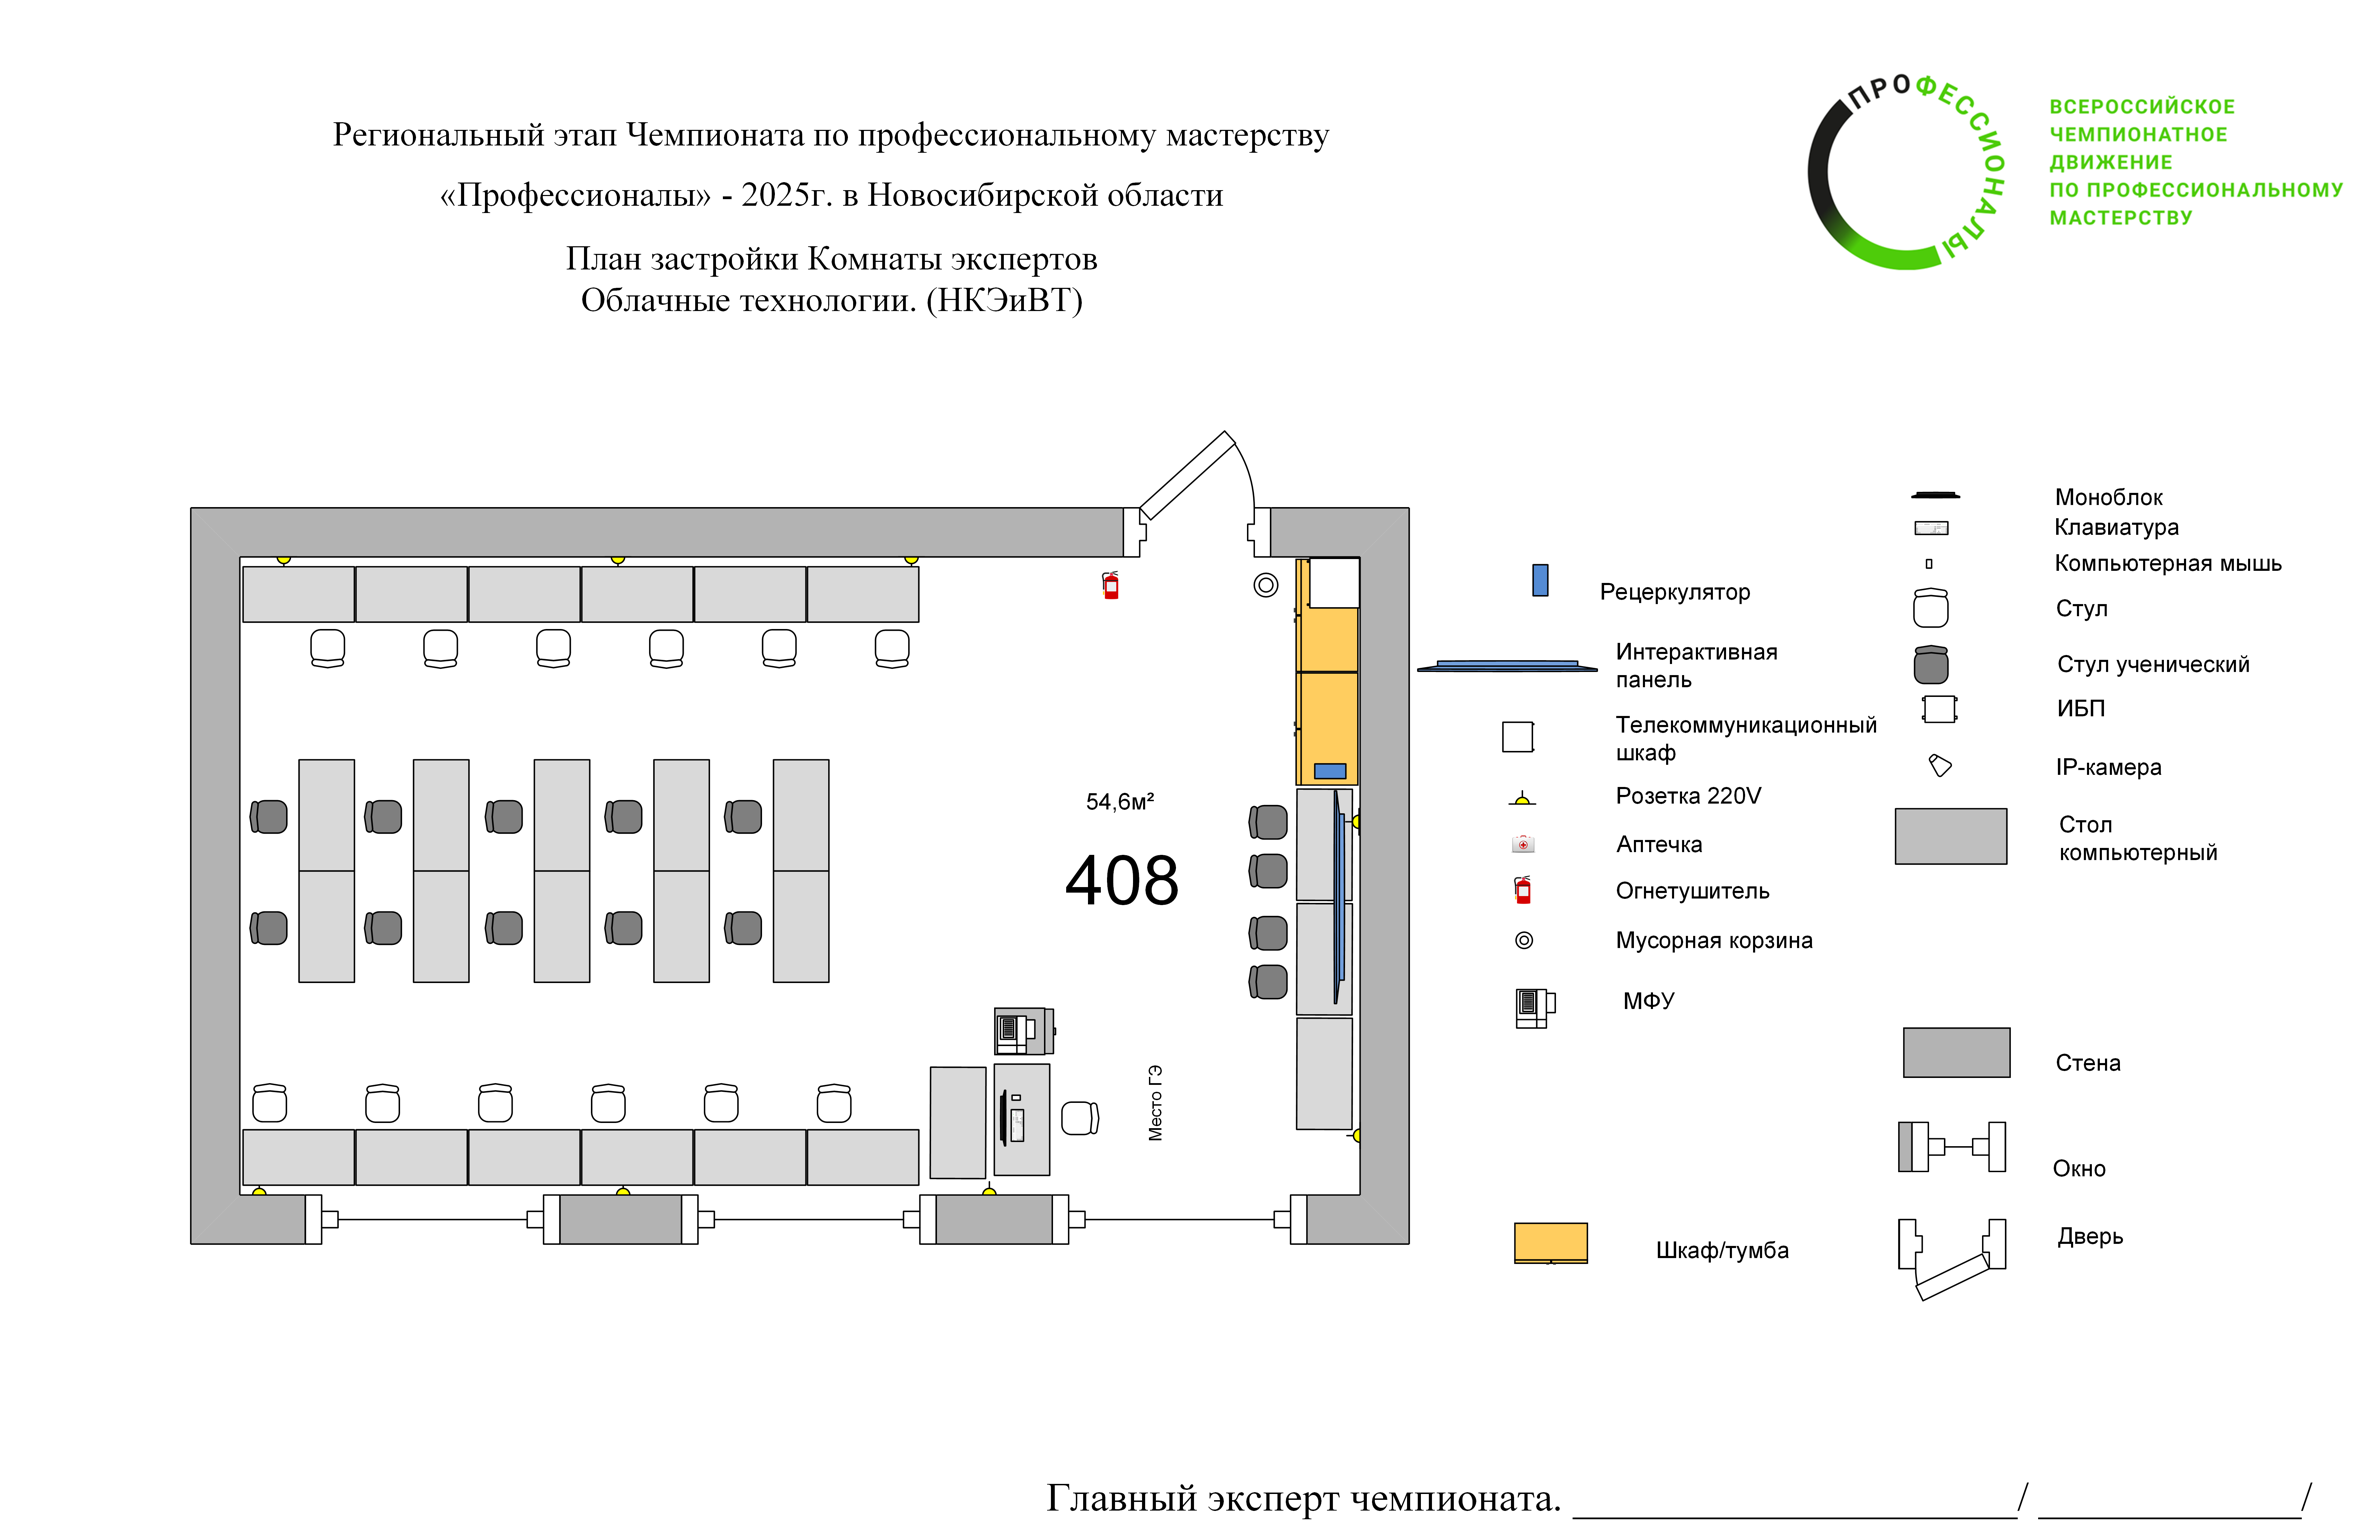 Региональный этап Чемпионата по профессиональному мастерству
«Профессионалы» - 2025г. в Новосибирской области
План застройки Комнаты экспертов
Облачные технологии. (НКЭиВТ)
ПРОФЕССИОНАЛЫ
ВСЕРОССИЙСКОЕ
ЧЕМПИОНАТНОЕ
ДВИЖЕНИЕ
ПО ПРОФЕССИОНАЛЬНОМУ
МАСТЕРСТВУ
54,6м²
408
Место ГЭ
Рецеркулятор
Интерактивная
панель
Телекоммуникационный
шкаф
Розетка 220V
Аптечка
Огнетушитель
Мусорная корзина
МФУ
Шкаф/тумба
Моноблок
Клавиатура
Компьютерная мышь
Стул
Стул ученический
ИБП
IP-камера
Стол
компьютерный
Стена
Окно
Дверь
Главный эксперт чемпионата. ______________________/ _____________/